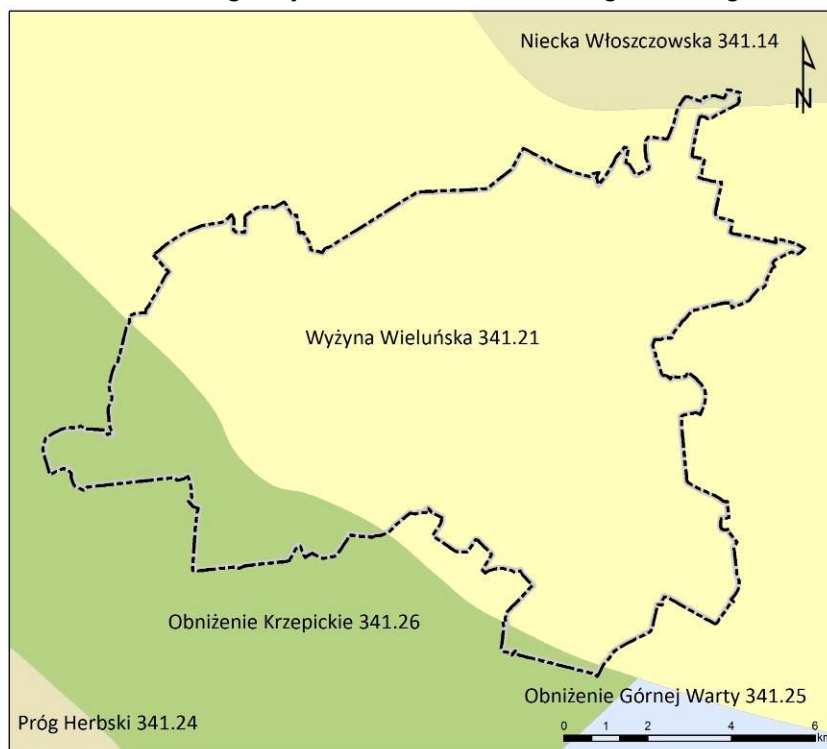 Niecka Włoszczowska 341.14
N
Wyżyna Wieluńska 341.21
Obniżenie Krzepickie 341.26
Obniżenie Górnej Warty 341.25
Próg Herbski 341.24
0 1 2 4 6
km